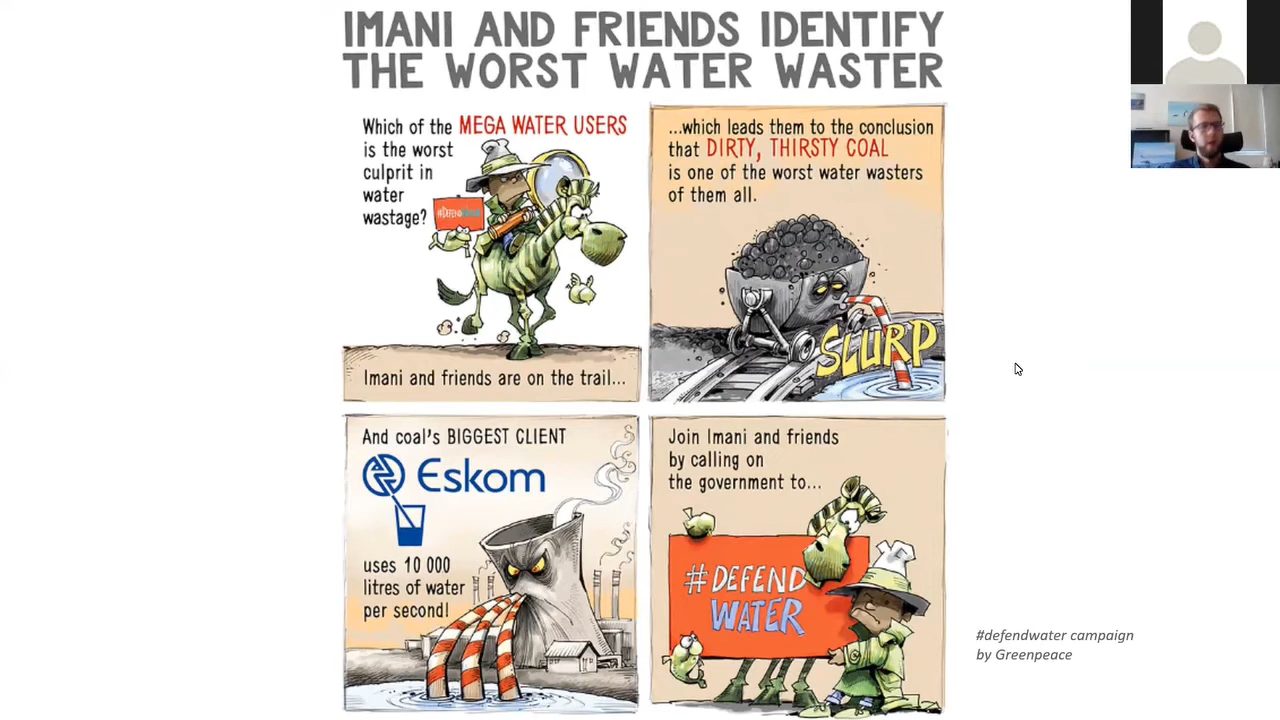 IMANI AND FRIENDS IDENTIFY
THE WORST WATER WASTER
Which of the MEGA WATER USERS
is the worst
culprit in
water
wastage?
#DEFEND
Imani and friends are on the trail...
...which leads them to the conclusion
that DIRTY, THIRSTY COAL
is one of the worst water wasters
of them all.
SLURP
And coal's BIGGEST CLIENT
Eskom
uses 10 000
litres of water
per second!
Join Imani and friends
by calling on
the government to...
#DEFEND
WATER
#defendwater campaign
by Greenpeace